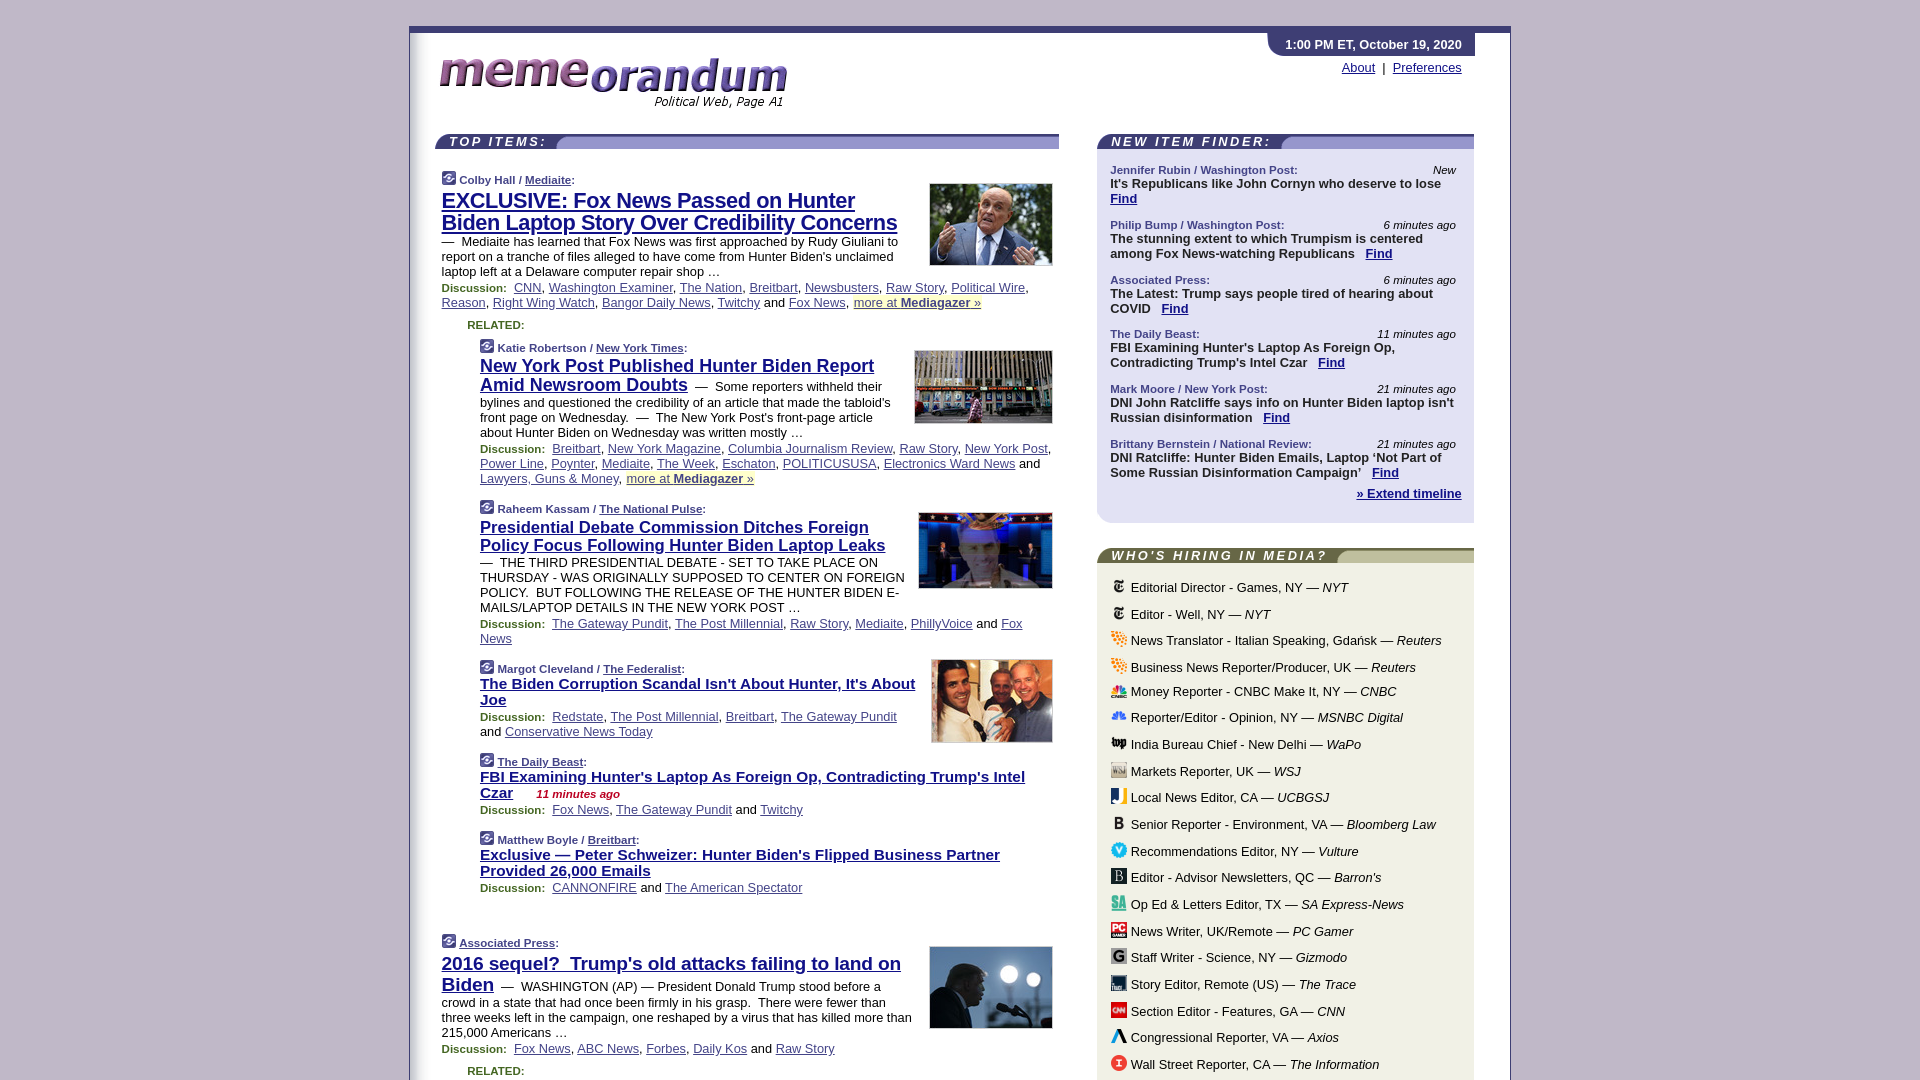 1:00 PM ET, October 19, 2020
memeorandum
Political Web, Page A1
About | Preferences
TOP ITEMS:
Colby Hall / Mediaite:
EXCLUSIVE: Fox News Passed on Hunter
Biden Laptop Story Over Credibility Concerns
— Mediaite has learned that Fox News was first approached by Rudy Giuliani to
report on a tranche of files alleged to have come from Hunter Biden's unclaimed
laptop left at a Delaware computer repair shop …
Discussion: CNN, Washington Examiner, The Nation, Breitbart, Newsbusters, Raw Story, Political Wire,
Reason, Right Wing Watch, Bangor Daily News, Twitchy and Fox News, more at Mediagazer »
RELATED:
Katie Robertson / New York Times:
New York Post Published Hunter Biden Report
Amid Newsroom Doubts — Some reporters withheld their
bylines and questioned the credibility of an article that made the tabloid's
front page on Wednesday. — The New York Post's front-page article
about Hunter Biden on Wednesday was written mostly …
Discussion: Breitbart, New York Magazine, Columbia Journalism Review, Raw Story, New York Post,
Power Line, Poynter, Mediaite, The Week, Eschaton, POLITICUSUSA, Electronics Ward News and
Lawyers, Guns & Money, more at Mediagazer »
Raheem Kassam / The National Pulse:
Presidential Debate Commission Ditches Foreign
Policy Focus Following Hunter Biden Laptop Leaks
— THE THIRD PRESIDENTIAL DEBATE - SET TO TAKE PLACE ON
THURSDAY - WAS ORIGINALLY SUPPOSED TO CENTER ON FOREIGN
POLICY. BUT FOLLOWING THE RELEASE OF THE HUNTER BIDEN E-
MAILS/LAPTOP DETAILS IN THE NEW YORK POST …
Discussion: The Gateway Pundit, The Post Millennial, Raw Story, Mediaite, PhillyVoice and Fox
News
Margot Cleveland / The Federalist:
The Biden Corruption Scandal Isn't About Hunter, It's About
Joe
Discussion: Redstate, The Post Millennial, Breitbart, The Gateway Pundit
and Conservative News Today
The Daily Beast:
FBI Examining Hunter's Laptop As Foreign Op, Contradicting Trump's Intel
Czar 11 minutes ago
Discussion: Fox News, The Gateway Pundit and Twitchy
Matthew Boyle / Breitbart:
Exclusive — Peter Schweizer: Hunter Biden's Flipped Business Partner
Provided 26,000 Emails
Discussion: CANNONFIRE and The American Spectator
Associated Press:
2016 sequel? Trump's old attacks failing to land on
Biden — WASHINGTON (AP) — President Donald Trump stood before a
crowd in a state that had once been firmly in his grasp. There were fewer than
three weeks left in the campaign, one reshaped by a virus that has killed more than
215,000 Americans …
Discussion: Fox News, ABC News, Forbes, Daily Kos and Raw Story
RELATED:
NEW ITEM FINDER:
Jennifer Rubin / Washington Post: New
It's Republicans like John Cornyn who deserve to lose
Find
Philip Bump / Washington Post: 6 minutes ago
The stunning extent to which Trumpism is centered
among Fox News-watching Republicans Find
Associated Press: 6 minutes ago
The Latest: Trump says people tired of hearing about
COVID Find
The Daily Beast: 11 minutes ago
FBI Examining Hunter's Laptop As Foreign Op,
Contradicting Trump's Intel Czar Find
Mark Moore / New York Post: 21 minutes ago
DNI John Ratcliffe says info on Hunter Biden laptop isn't
Russian disinformation Find
Brittany Bernstein / National Review: 21 minutes ago
DNI Ratcliffe: Hunter Biden Emails, Laptop ‘Not Part of
Some Russian Disinformation Campaign’ Find
» Extend timeline
WHO'S HIRING IN MEDIA?
Editorial Director - Games, NY — NYT
Editor - Well, NY — NYT
News Translator - Italian Speaking, Gdańsk — Reuters
Business News Reporter/Producer, UK — Reuters
Money Reporter - CNBC Make It, NY — CNBC
Reporter/Editor - Opinion, NY — MSNBC Digital
India Bureau Chief - New Delhi — WaPo
Markets Reporter, UK — WSJ
Local News Editor, CA — UCBGSJ
Senior Reporter - Environment, VA — Bloomberg Law
Recommendations Editor, NY — Vulture
Editor - Advisor Newsletters, QC — Barron's
Op Ed & Letters Editor, TX — SA Express-News
News Writer, UK/Remote — PC Gamer
Staff Writer - Science, NY — Gizmodo
Story Editor, Remote (US) — The Trace
Section Editor - Features, GA — CNN
Congressional Reporter, VA — Axios
Wall Street Reporter, CA — The Information